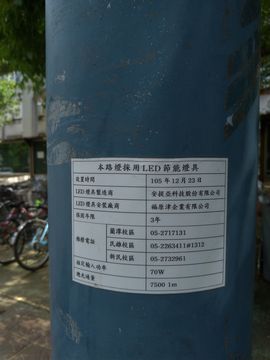 本路燈採用LED節能燈具
設置時間 105年12月23日
LED燈具製造商 安提亞科技股份有限公司
LED燈具安裝廠商 福原津企業有限公司
保固年限 3年
維修電話 蘭潭校區 05-2717131
民雄校區 05-2263411#1312
新民校區 05-2732961
額定輸入功率 70W
總光通量 7500 lm